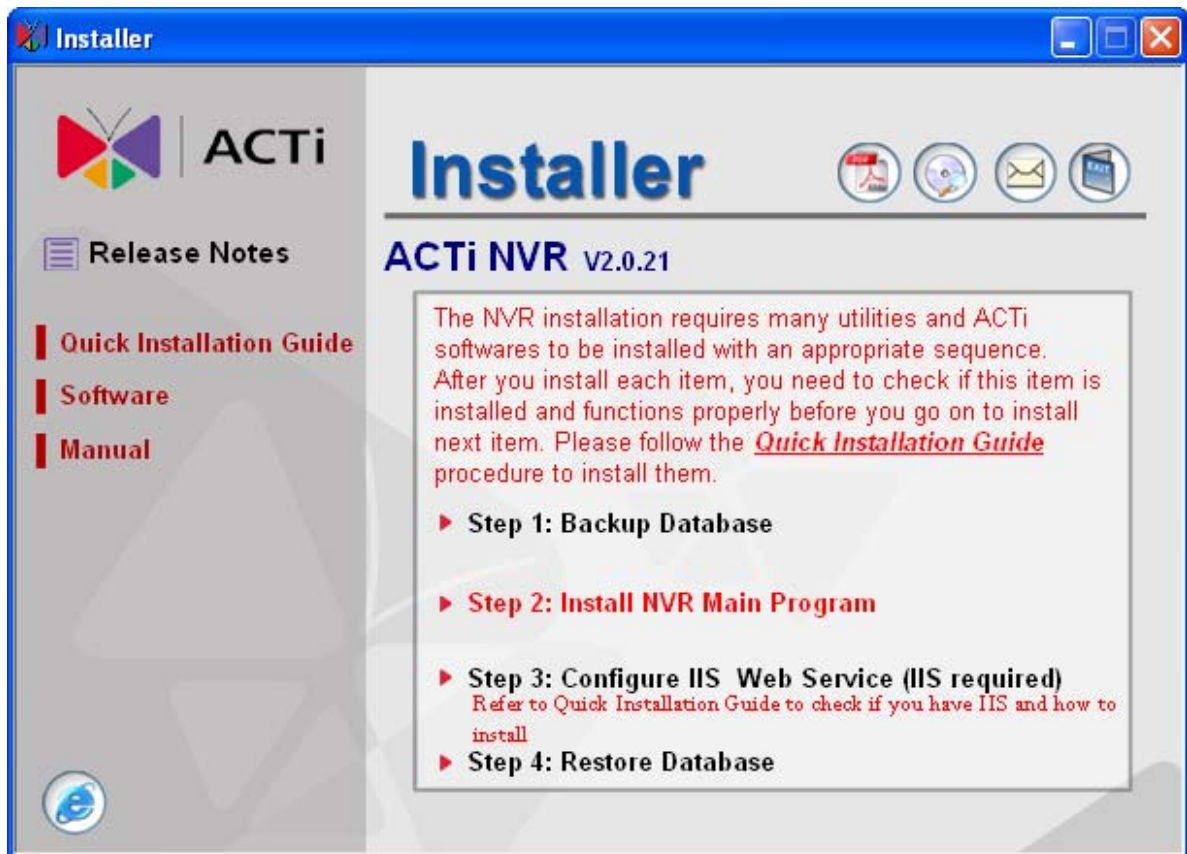 Installer
ACTi
Installer
PDF
Adobe
EXIT
Release Notes
ACTi NVR V2.0.21
Quick Installation Guide
Software
Manual
The NVR installation requires many utilities and ACTi
softwares to be installed with an appropriate sequence.
After you install each item, you need to check if this item is
installed and functions properly before you go on to install
next item. Please follow the Quick Installation Guide
procedure to install them.
Step 1: Backup Database
Step 2: Install NVR Main Program
Step 3: Configure IIS Web Service (IIS required)
Refer to Quick Installation Guide to check if you have IIS and how to
install
Step 4: Restore Database